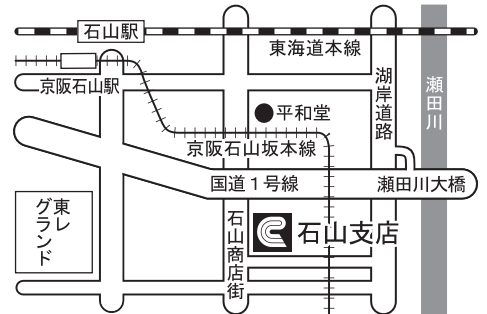 石山駅
東海道本線
京阪石山駅
湖岸道路
瀬田川
平和堂
京阪石山坂本線
国道1号線
瀬田川大橋
東レ
グランド
石山商店街
石山支店